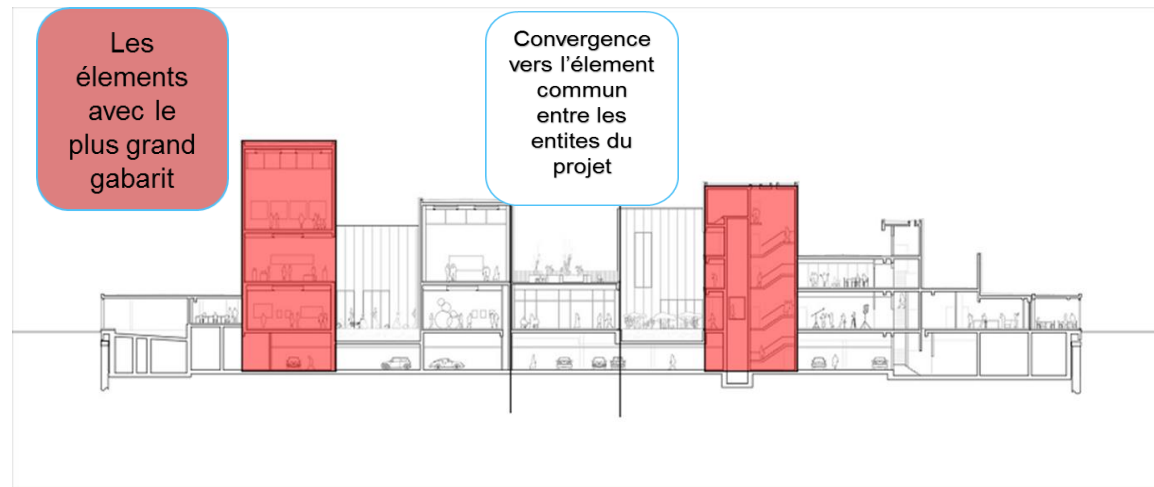 Les
élements
avec le
plus grand
gabarit
Convergence
vers l’élement
commun
entre les
entites du
projet